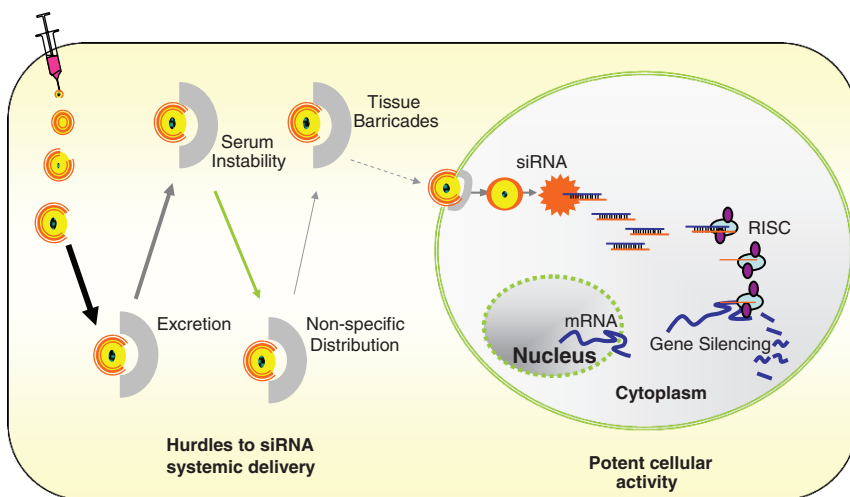 Tissue
Barricades
Serum
Instability
siRNA
RISC
Excretion
Non-specific
Distribution
mRNA
Nucleus
Gene Silencing
Cytoplasm
Hurdles to siRNA
systemic delivery
Potent cellular
activity